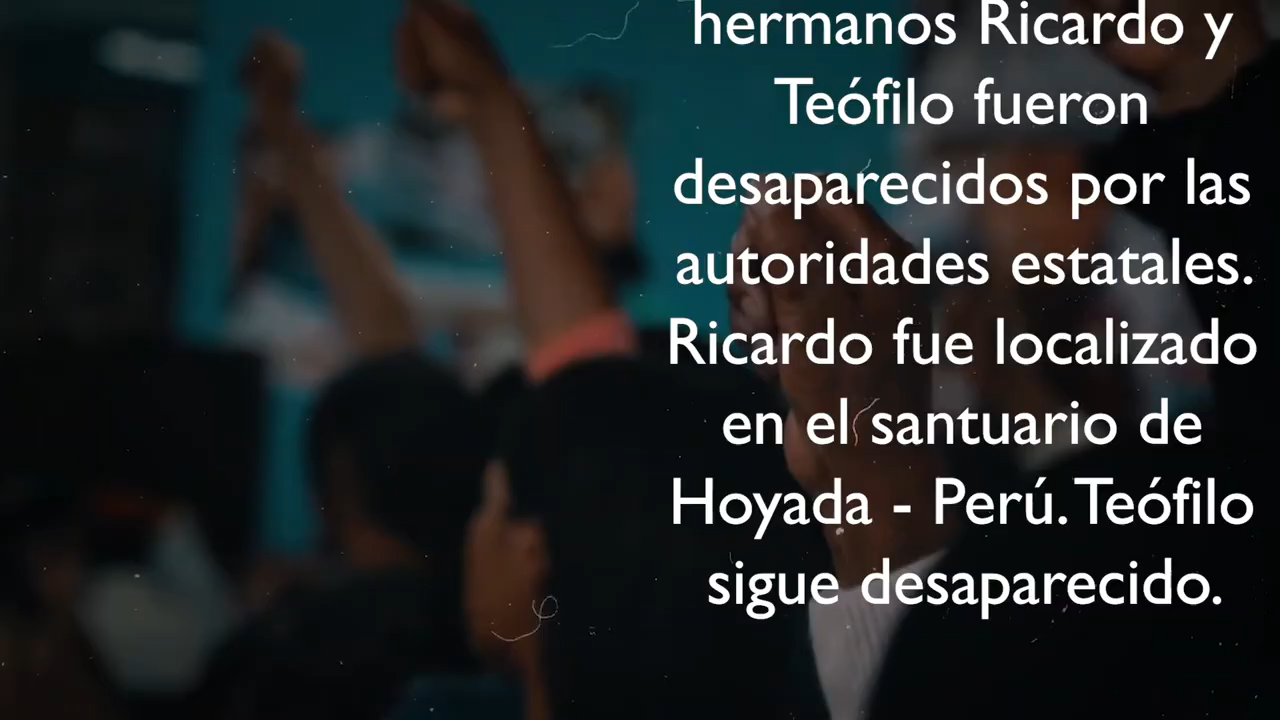 hermanos Ricardo y
Teófilo fueron
desaparecidos por las
autoridades estatales.
Ricardo fue localizado
en el santuario de
Hoyada - Perú. Teófilo
sigue desaparecido.